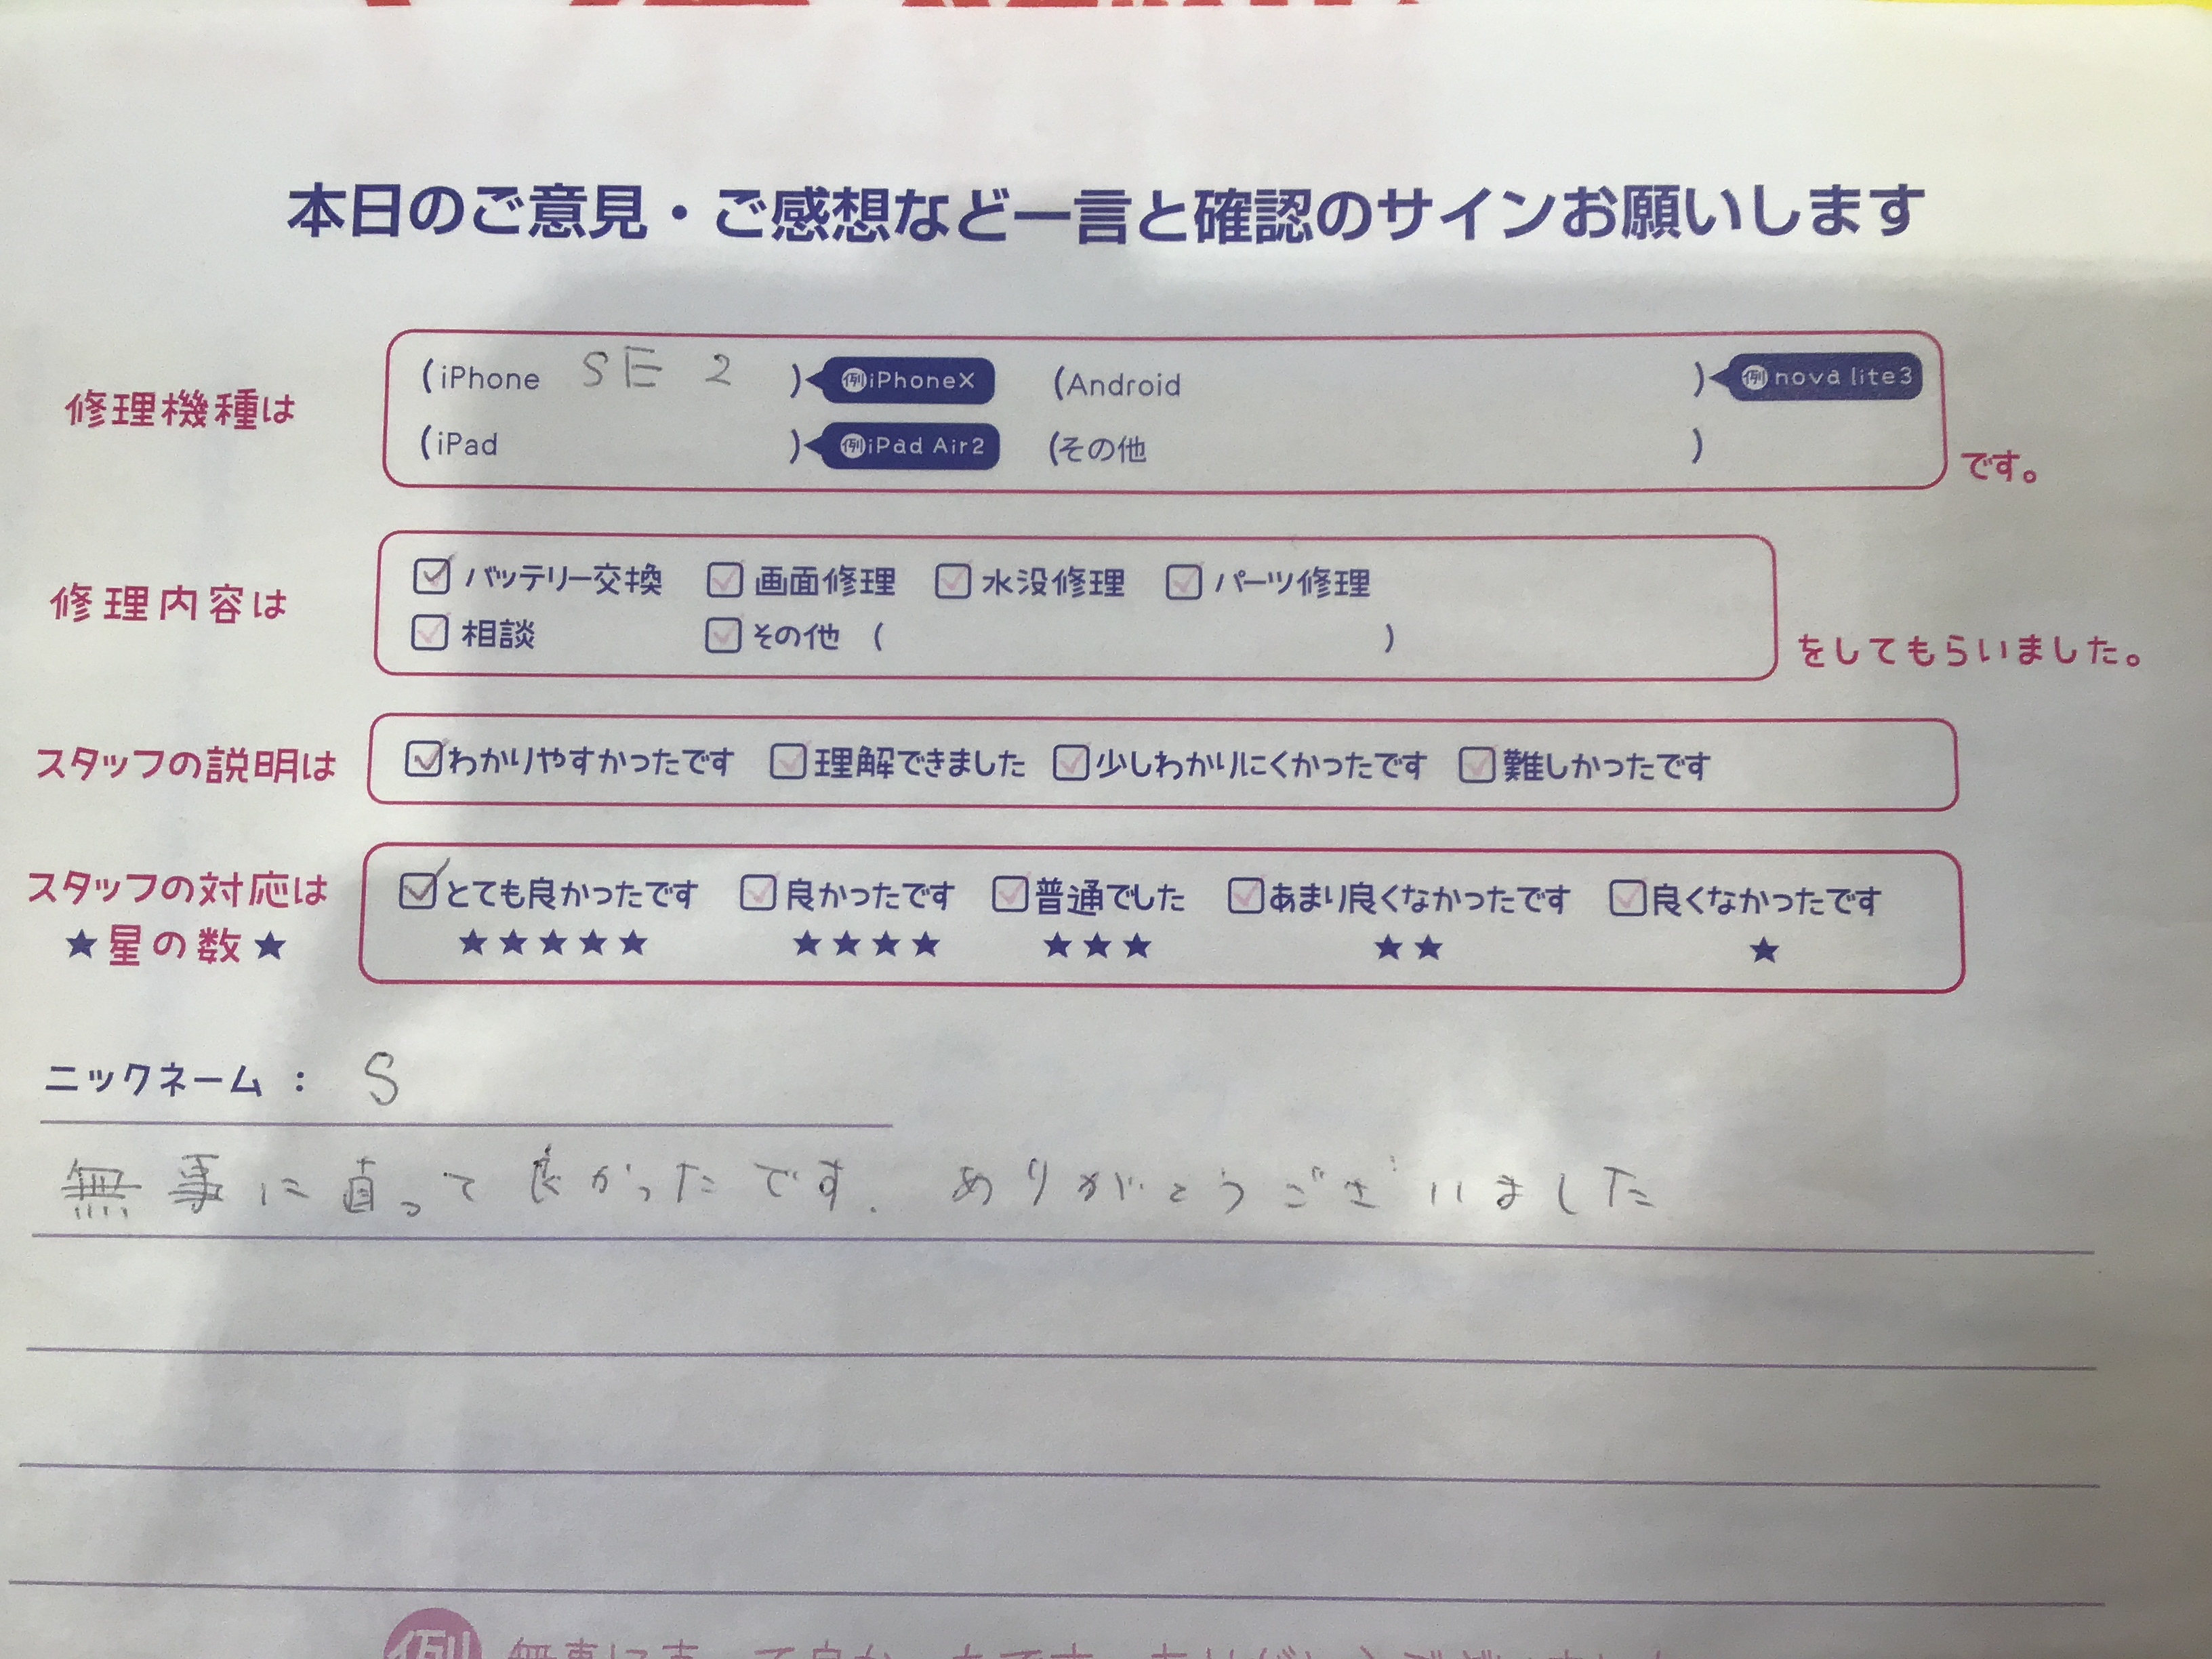 本日のご意見・ご感想など一言と確認のサインお願いします
修理機種は
(iPhone SE 2 ) 例iPhoneX (Android ) 例nova lite3
(iPad ) 例iPad Air2 (その他 )
です。
修理内容は
バッテリー交換 画面修理 水没修理 パーツ修理
相談 その他 ( )
をしてもらいました。
スタッフの説明は わかりやすかったです 理解できました 少しわかりにくかったです 難しかったです
スタッフの対応は とても良かったです 良かったです 普通でした あまり良くなかったです 良くなかったです
★星の数★ ★★★★★ ★★★★ ★★★ ★★ ★
ニックネーム : S
無事に直って良かったです. ありがとうございました
例